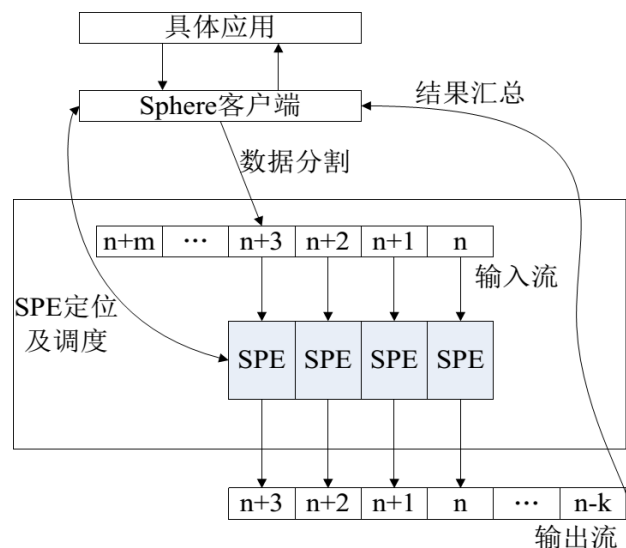 具体应用
Sphere客户端
结果汇总
数据分割
n+m … n+3 n+2 n+1 n
输入流
SPE定位
及调度
SPE SPE SPE SPE
n+3 n+2 n+1 n … n-k
输出流